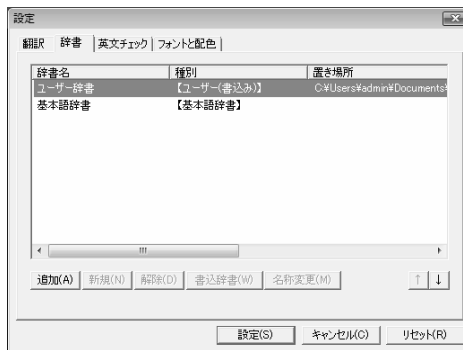 設定
翻訳 辞書 英文チェック フォントと配色
辞書名 種別 置き場所
ユーザー辞書 【ユーザー(書込み)】 C:¥Users¥admin¥Documents¥
基本語辞書 【基本語辞書】
追加(A) 新規(N) 解除(D) 書込辞書(W) 名称変更(M) ↑ ↓
設定(S) キャンセル(C) リセット(R)